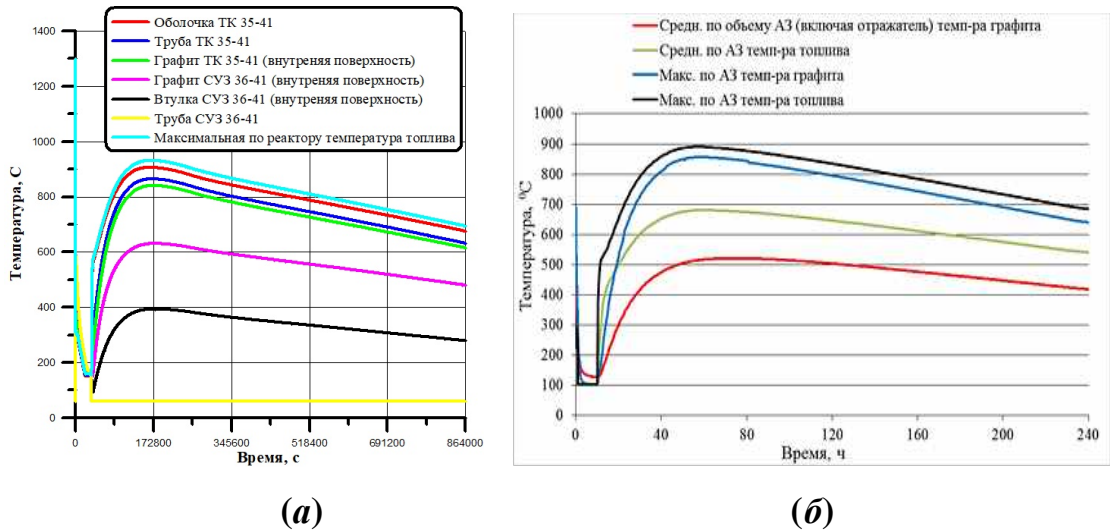 Оболочка ТК 35-41
Труба ТК 35-41
Графит ТК 35-41 (внутреняя поверхность)
Графит СУЗ 36-41 (внутреняя поверхность)
Втулка СУЗ 36-41 (внутреняя поверхность)
Труба СУЗ 36-41
Максимальная по реактору температура топлива
Температура, С
1400
1200
1000
800
600
400
200
0
0 172800 345600 518400 691200 864000
Время, с
(а)
Средн. по объему АЗ (включая отражатель) темп-ра графита
Средн. по АЗ темп-ра топлива
Макс. по АЗ темп-ра графита
Макс. по АЗ темп-ра топлива
Температура, ⁰С
1000
900
800
700
600
500
400
300
200
100
0
0 40 80 120 160 200 240
Время, ч
(б)